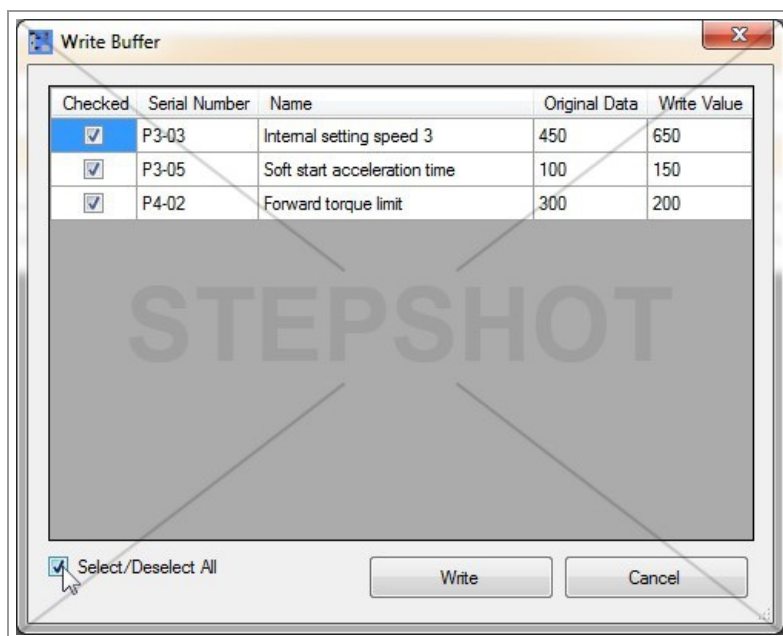 Write Buffer
Checked Serial Number Name Original Data Write Value
P3-03 Internal setting speed 3 450 650
P3-05 Soft start acceleration time 100 150
P4-02 Forward torque limit 300 200
STEPSHOT
Select/Deselect All Write Cancel